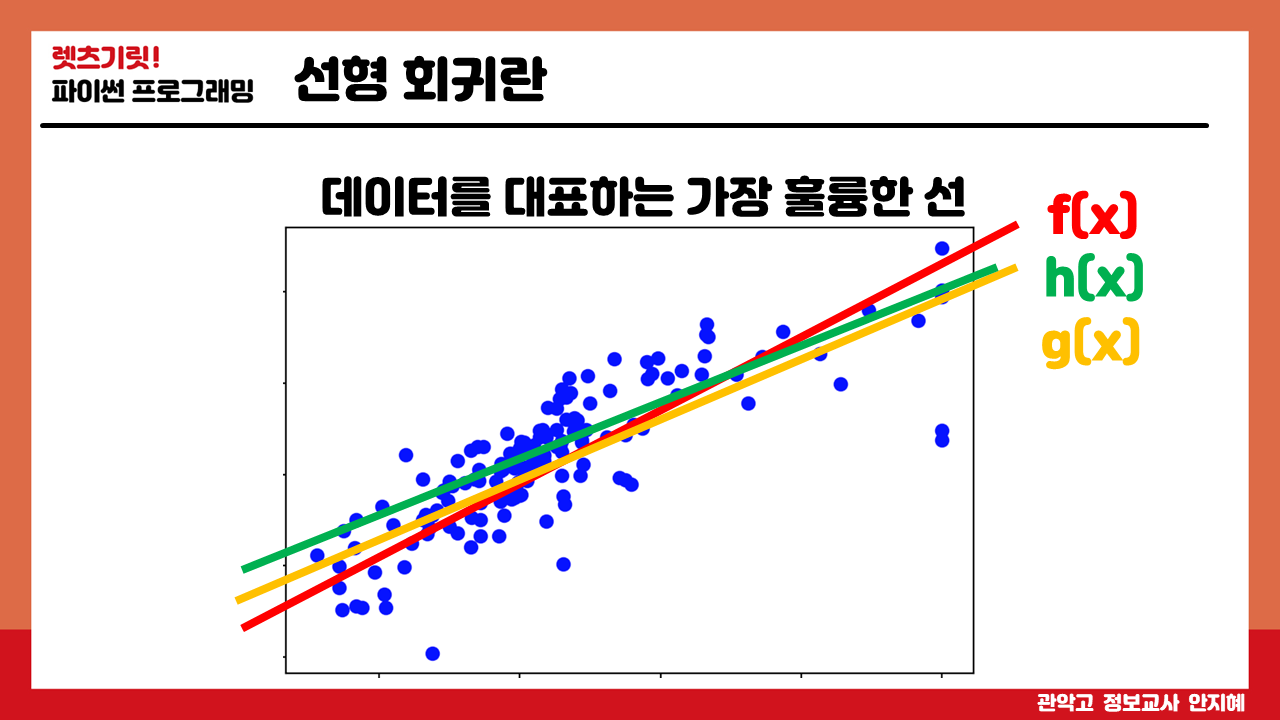 렛츠기릿!
파이썬 프로그래밍
선형 회귀란
데이터를 대표하는 가장 훌륭한 선
f(x)
h(x)
g(x)
관악고 정보교사 안지혜